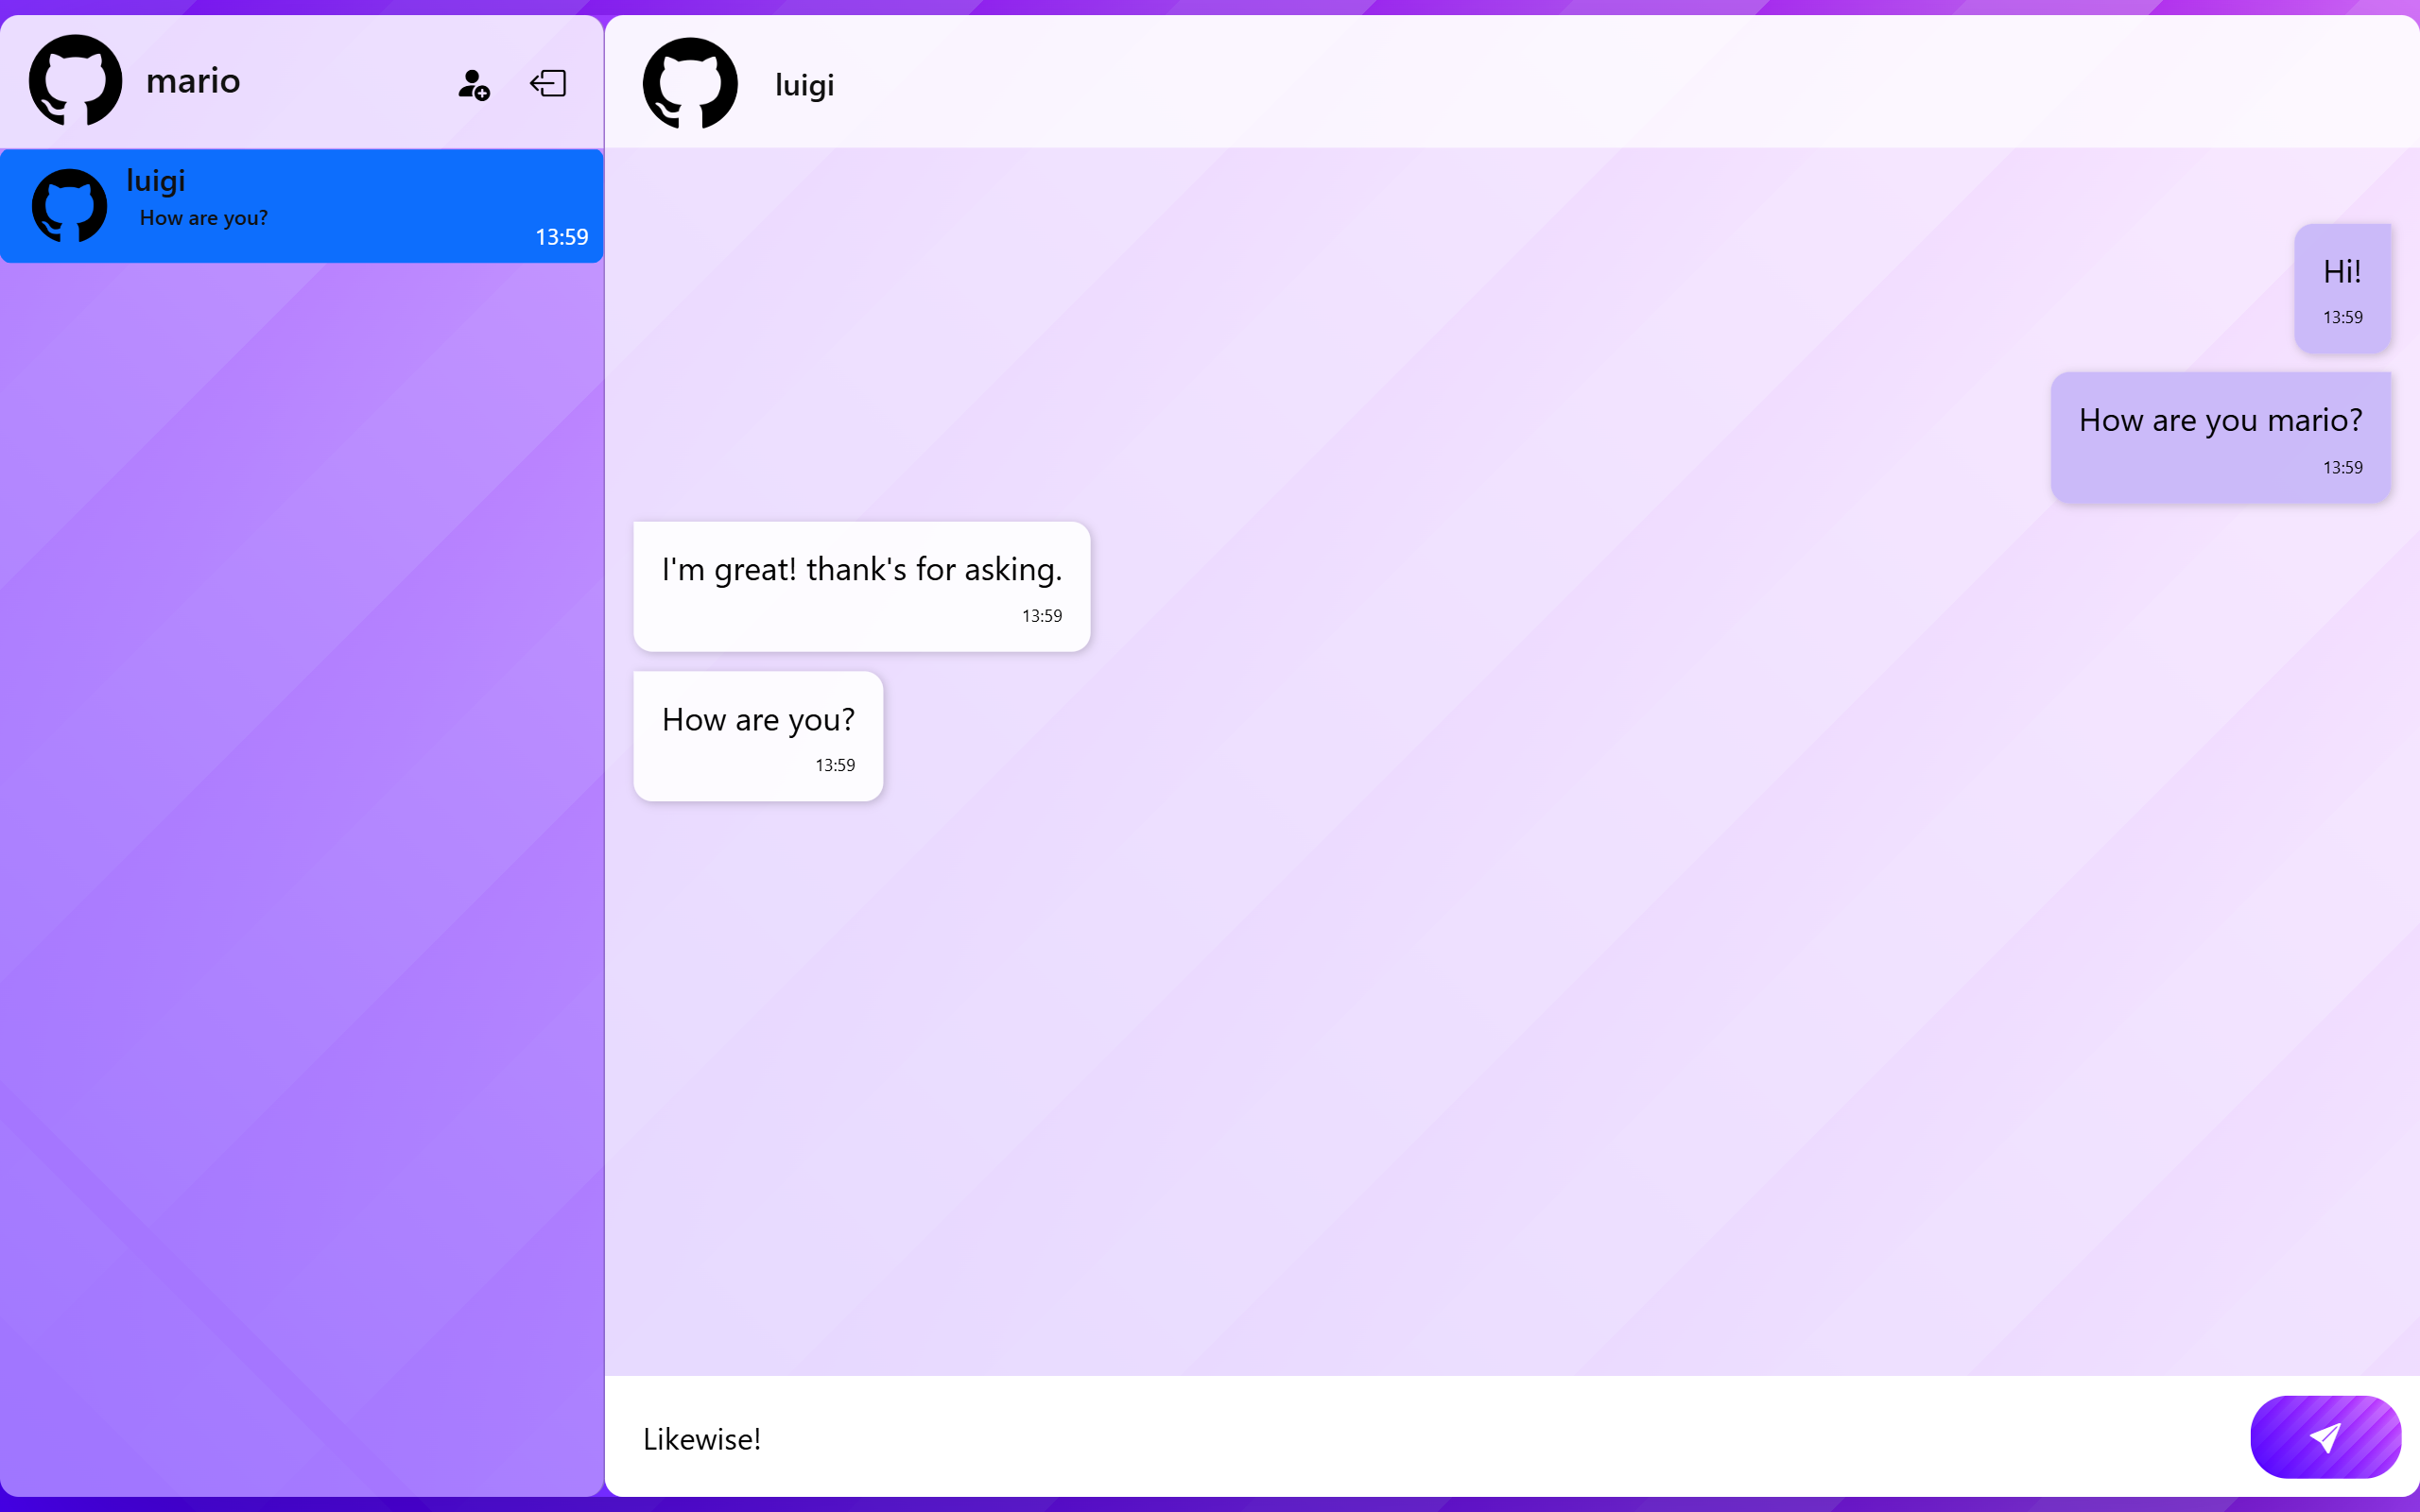 mario
luigi
How are you?
13:59
luigi
Hi!
13:59
How are you mario?
13:59
I'm great! thank's for asking.
13:59
How are you?
13:59
Likewise!